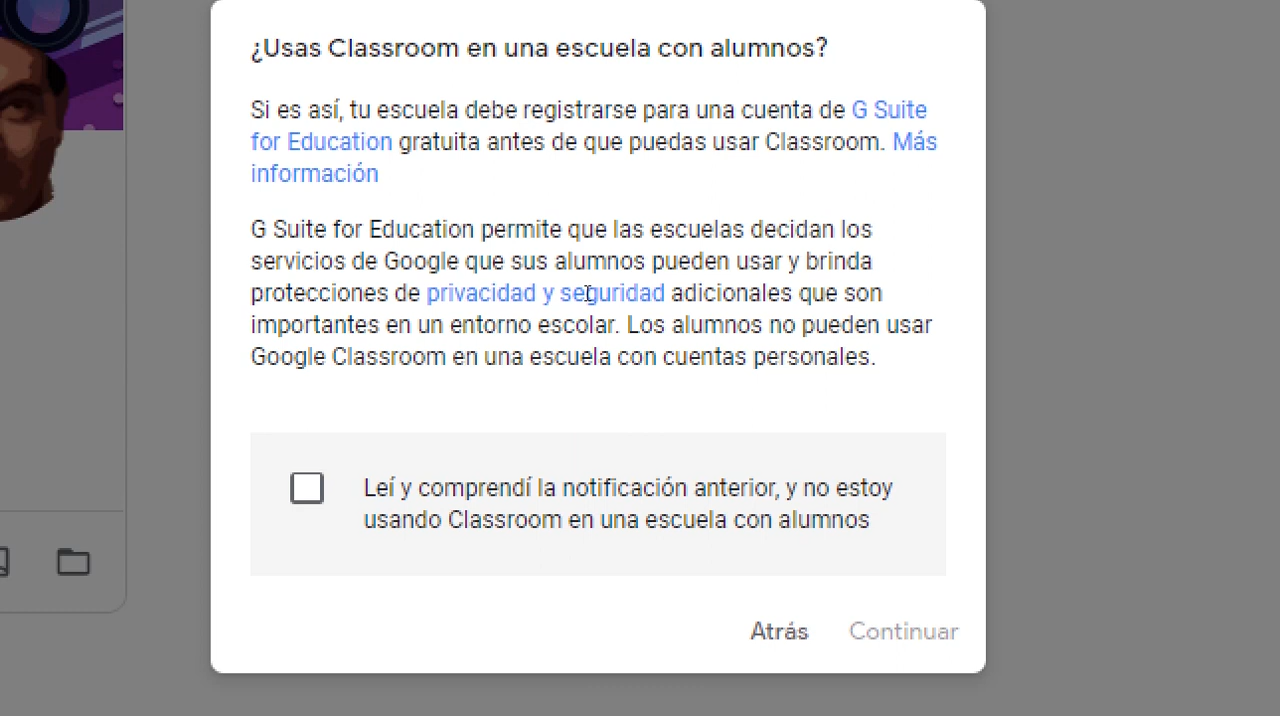 ¿Usas Classroom en una escuela con alumnos?
Si es así, tu escuela debe registrarse para una cuenta de G Suite
for Education gratuita antes de que puedas usar Classroom. Más
información
G Suite for Education permite que las escuelas decidan los
servicios de Google que sus alumnos pueden usar y brinda
protecciones de privacidad y seguridad adicionales que son
importantes en un entorno escolar. Los alumnos no pueden usar
Google Classroom en una escuela con cuentas personales.
Leí y comprendí la notificación anterior, y no estoy
usando Classroom en una escuela con alumnos
Atrás Continuar